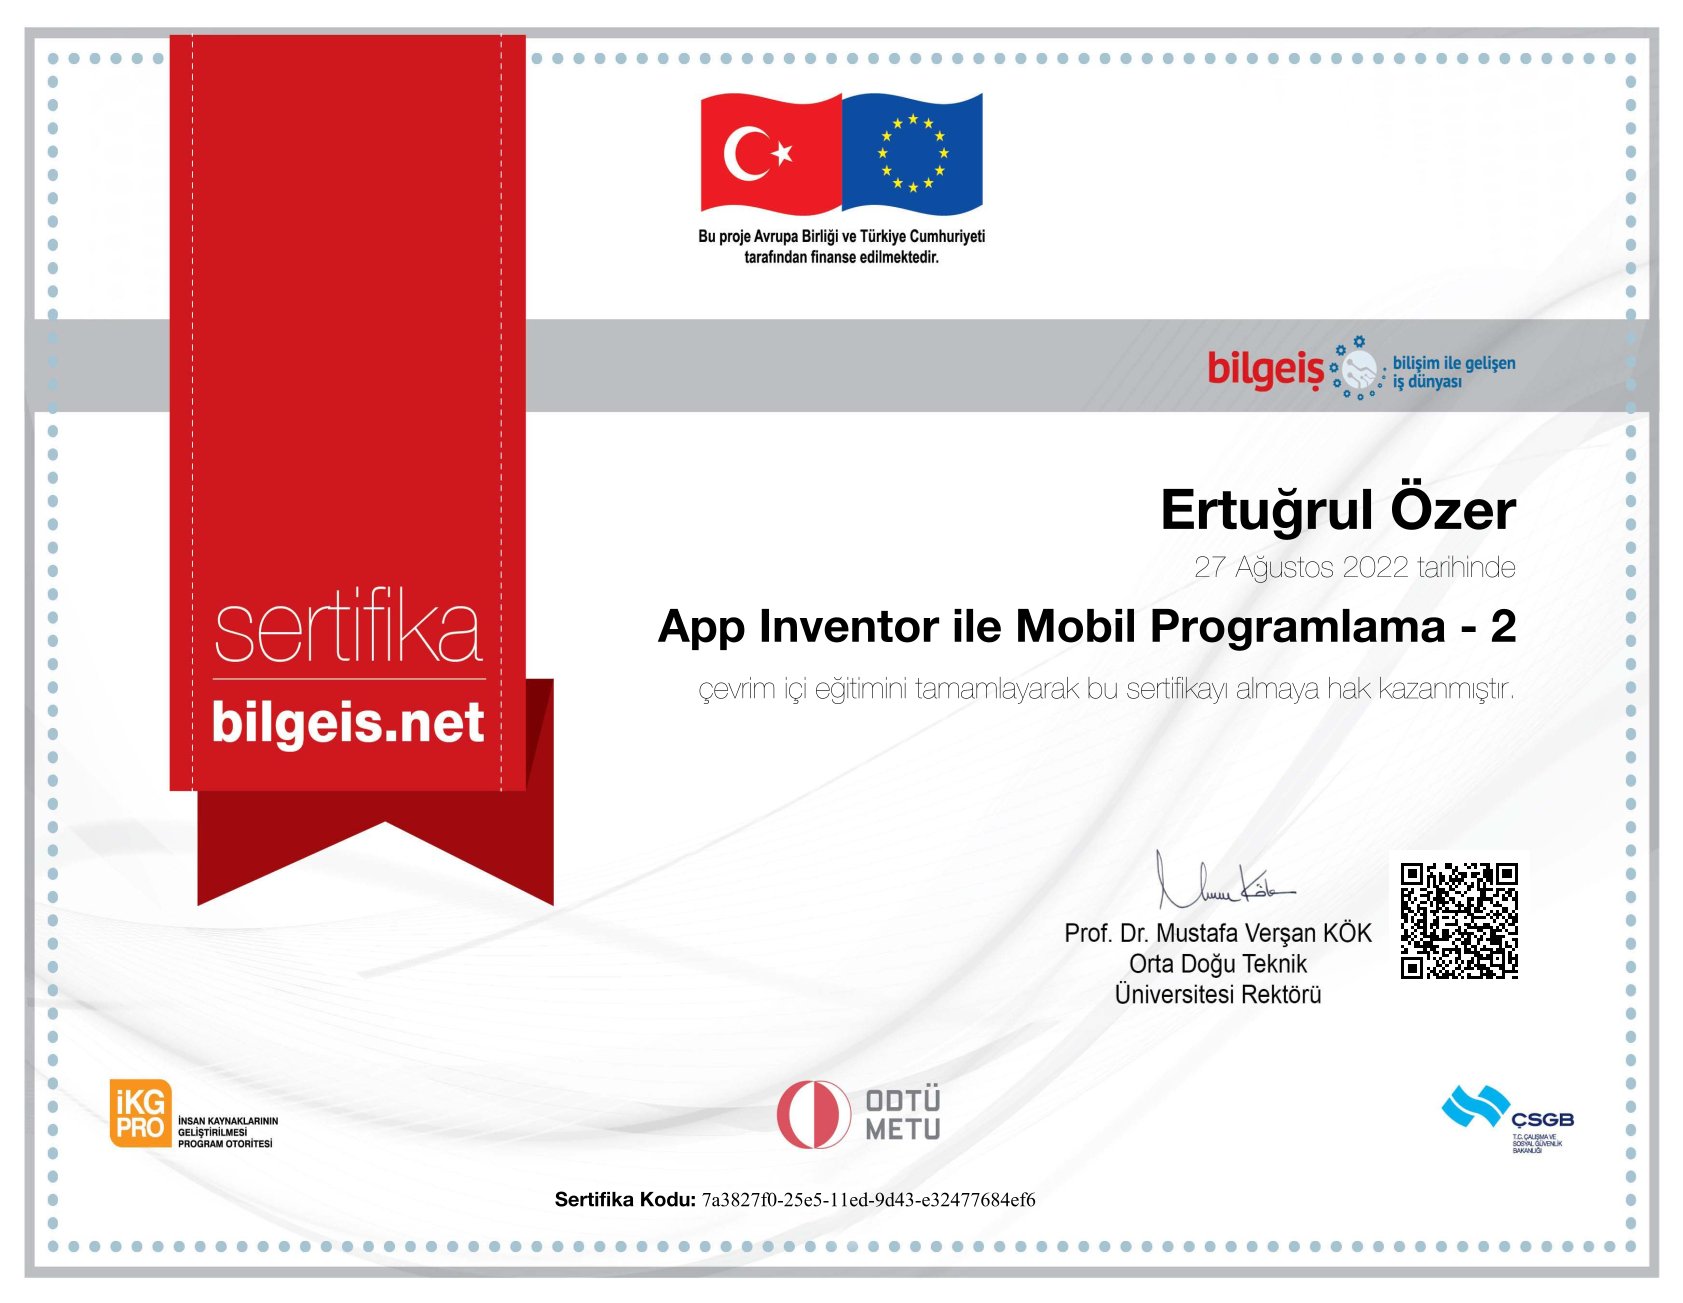 Bu proje Avrupa Birliği ve Türkiye Cumhuriyeti
tarafından finanse edilmektedir.
bilgeiş
bilişim ile gelişen
iş dünyası
Ertuğrul Özer
27 Ağustos 2022 tarihinde
App Inventor ile Mobil Programlama - 2
çevrim içi eğitimini tamamlayarak bu sertifikayı almaya hak kazanmıştır.
sertifika
bilgeis.net
Prof. Dr. Mustafa Verşan KÖK
Orta Doğu Teknik
Üniversitesi Rektörü
iKG
PRO
İNSAN KAYNAKLARININ
GELİŞTİRİLMESİ
PROGRAM OTORİTESİ
ODTÜ
METU
ÇSGB
T.C. ÇALIŞMA VE
SOSYAL GÜVENLİK
BAKANLIĞI
Sertifika Kodu: 7a3827f0-25e5-11ed-9d43-e32477684ef6